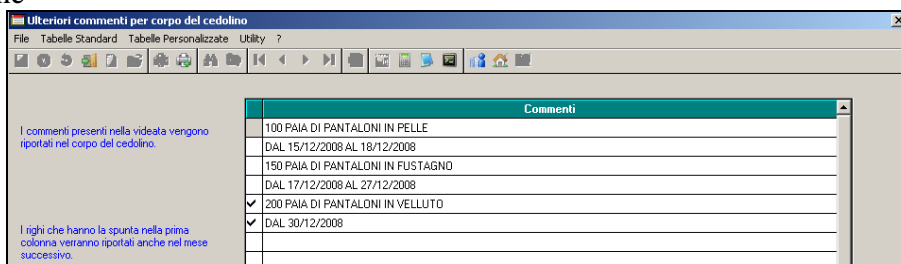 Ulteriori commenti per corpo del cedolino
File Tabelle Standard Tabelle Personalizzate Utility ?
Commenti
I commenti presenti nella videata vengono
riportati nel corpo del cedolino.
100 PAIA DI PANTALONI IN PELLE
DAL 15/12/2008 AL 18/12/2008
150 PAIA DI PANTALONI IN FUSTAGNO
DAL 17/12/2008 AL 27/12/2008
200 PAIA DI PANTALONI IN VELLUTO
DAL 30/12/2008
I righi che hanno la spunta nella prima
colonna verranno riportati anche nel mese
successivo.